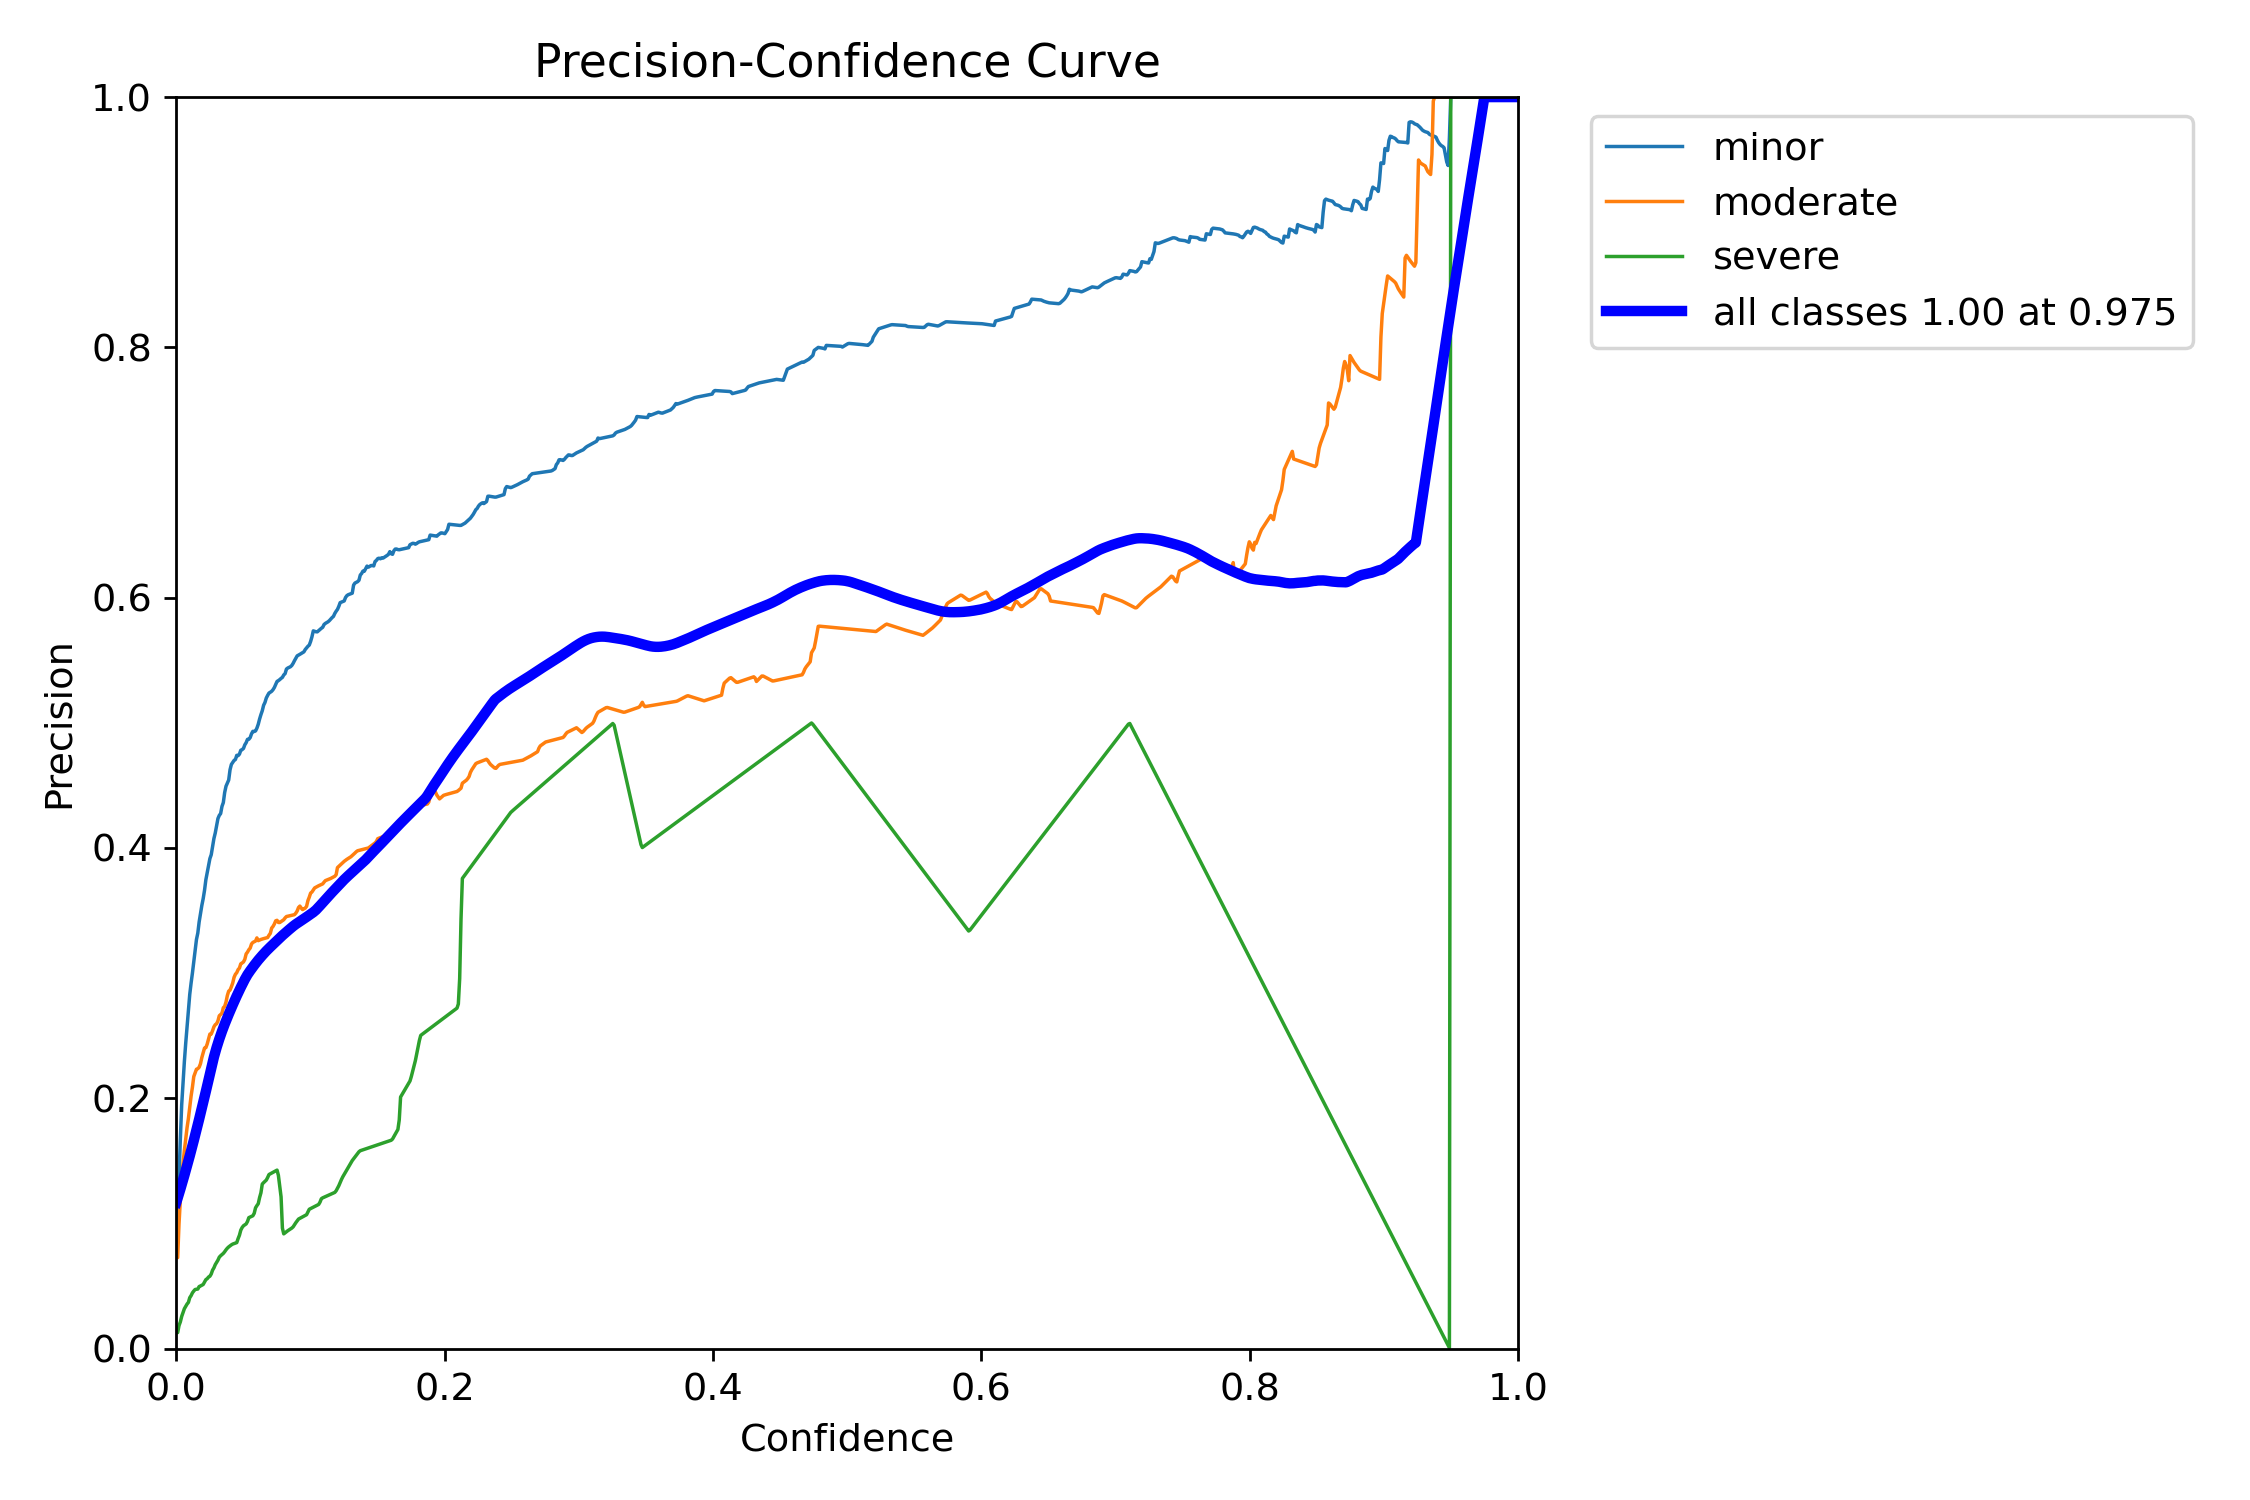 Precision-Confidence Curve
1.0
0.8
0.6
0.4
0.2
0.0
Precision
0.0 0.2 0.4 0.6 0.8 1.0
Confidence
minor
moderate
severe
all classes 1.00 at 0.975